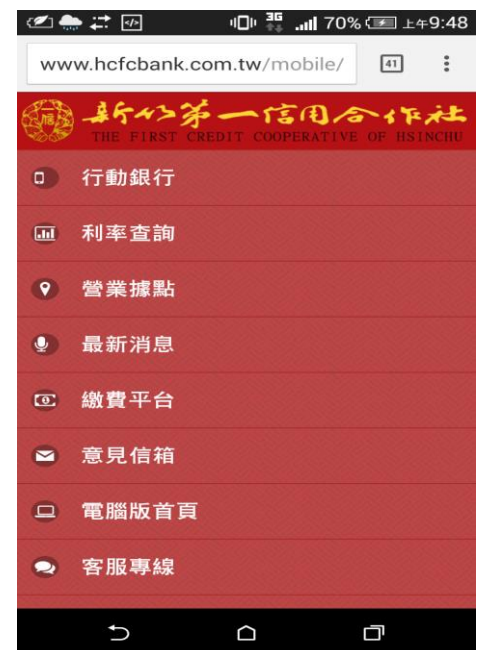 3G 70% 上午9:48
www.hcfcbank.com.tw/mobile/ 41
新竹第一信用合作社
THE FIRST CREDIT COOPERATIVE OF HSINCHU
行動銀行
利率查詢
營業據點
最新消息
繳費平台
意見信箱
電腦版首頁
客服專線